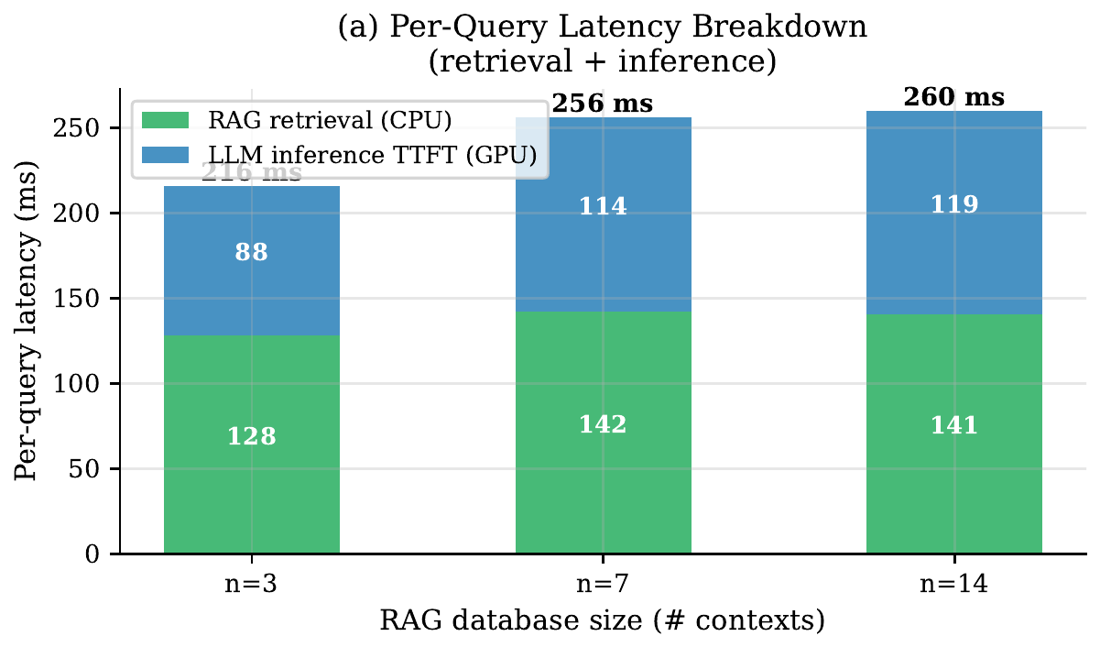 (a) Per-Query Latency Breakdown
(retrieval + inference)
Per-query latency (ms)
250
200
150
100
50
0
RAG retrieval (CPU)
LLM inference TTFT (GPU)
216 ms
256 ms
260 ms
88
114
119
128
142
141
n=3
n=7
n=14
RAG database size (# contexts)